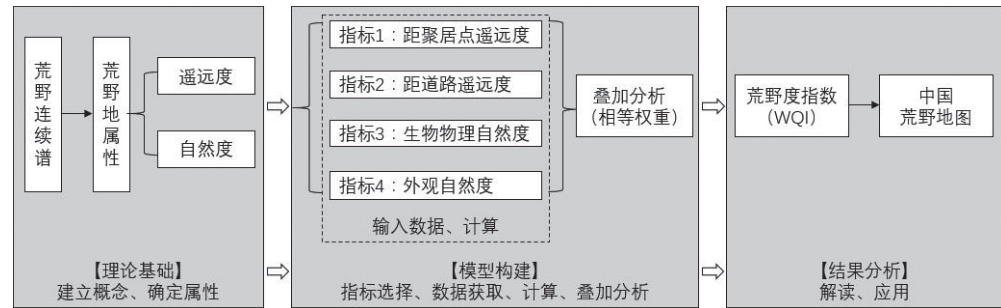 荒野连续谱
荒野地属性
遥远度
自然度
【理论基础】
建立概念、确定属性
指标1：距聚居点遥远度
指标2：距道路遥远度
指标3：生物物理自然度
指标4：外观自然度
输入数据、计算
叠加分析
（相等权重）
【模型构建】
指标选择、数据获取、计算、叠加分析
荒野度指数
（WQI）
中国
荒野地图
【结果分析】
解读、应用